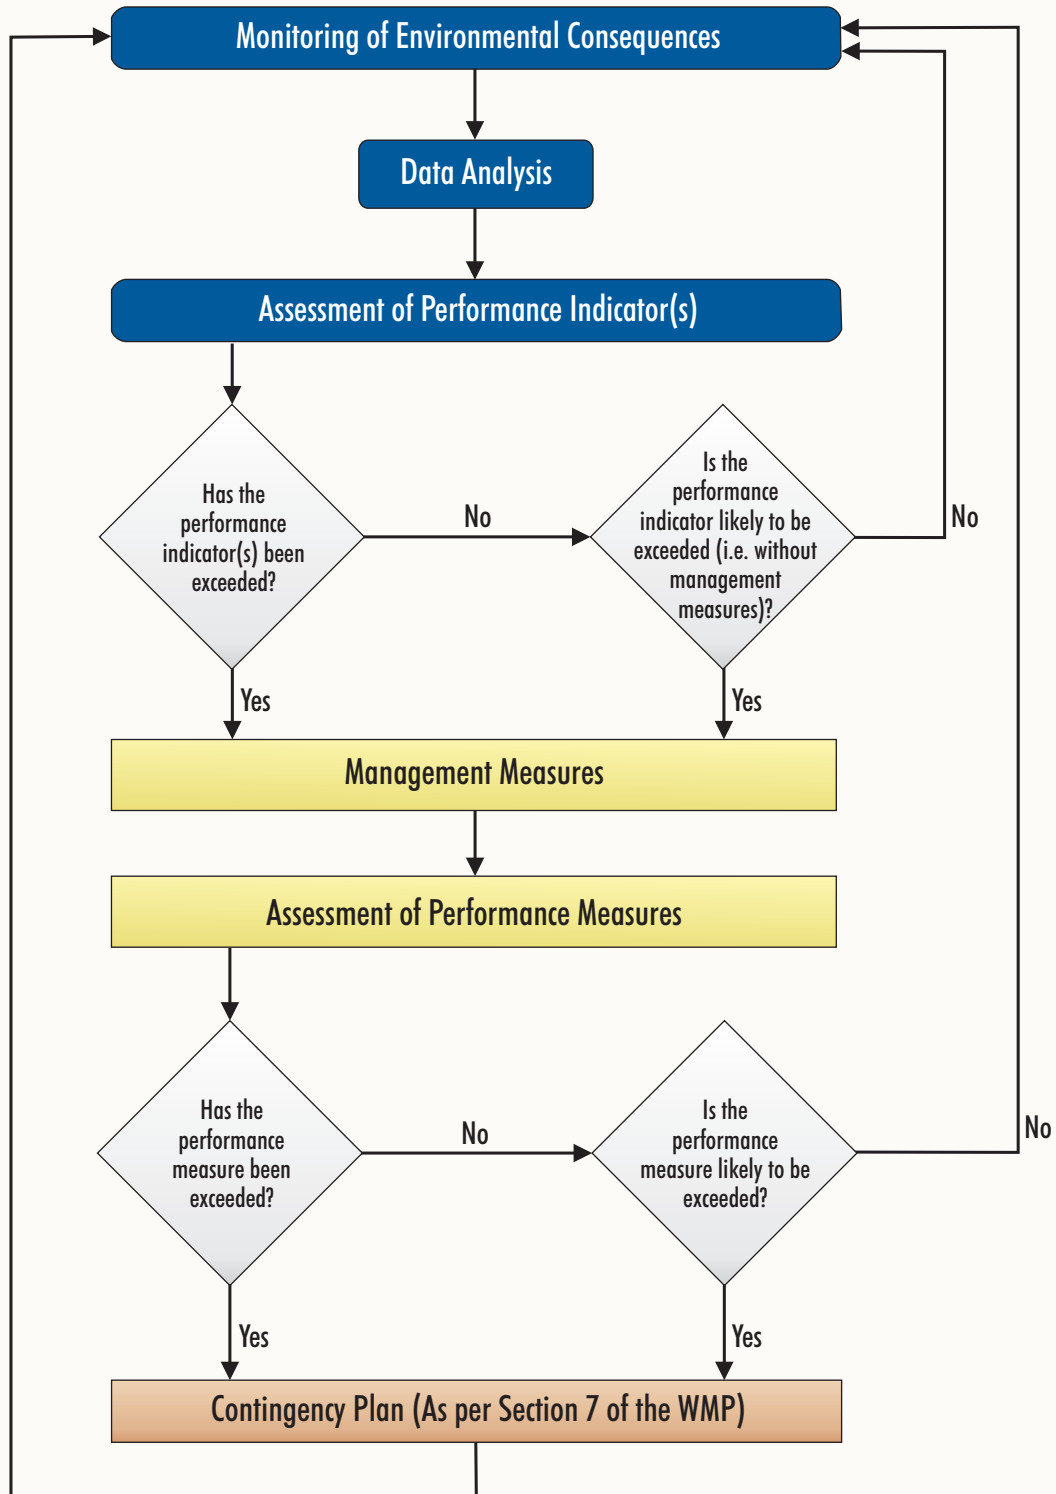 Monitoring of Environmental Consequences
Data Analysis
Assessment of Performance Indicator(s)
Has the
performance
indicator(s) been
exceeded?
No
Is the
performance
indicator likely to be
exceeded (i.e. without
management
measures)?
No
Yes
Yes
Management Measures
Assessment of Performance Measures
Has the
performance
measure been
exceeded?
No
Is the
performance
measure likely to be
exceeded?
No
Yes
Yes
Contingency Plan (As per Section 7 of the WMP)